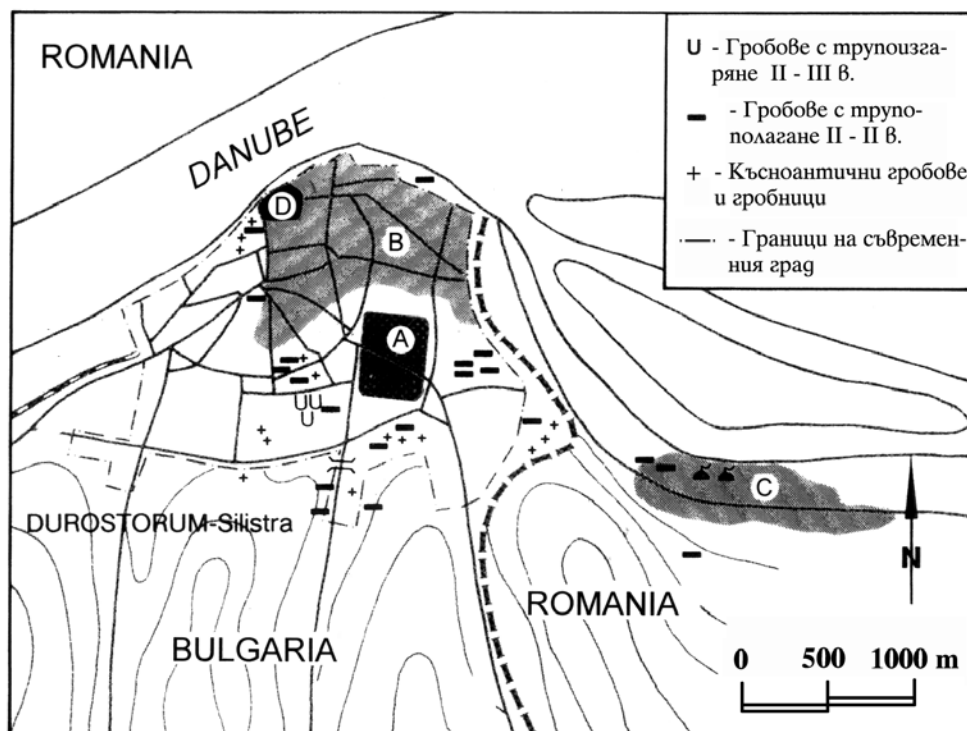 ROMANIA
DANUBE
U - Гробове с трупоизга-
ряне II - III в.
- Гробове с трупо-
полагане II - II в.
+ - Късноантични гробове
и гробници
- Граници на съвремен-
ния град
D
B
A
C
DUROSTORUM-Silistra
N
ROMANIA
BULGARIA
0 500 1000 m